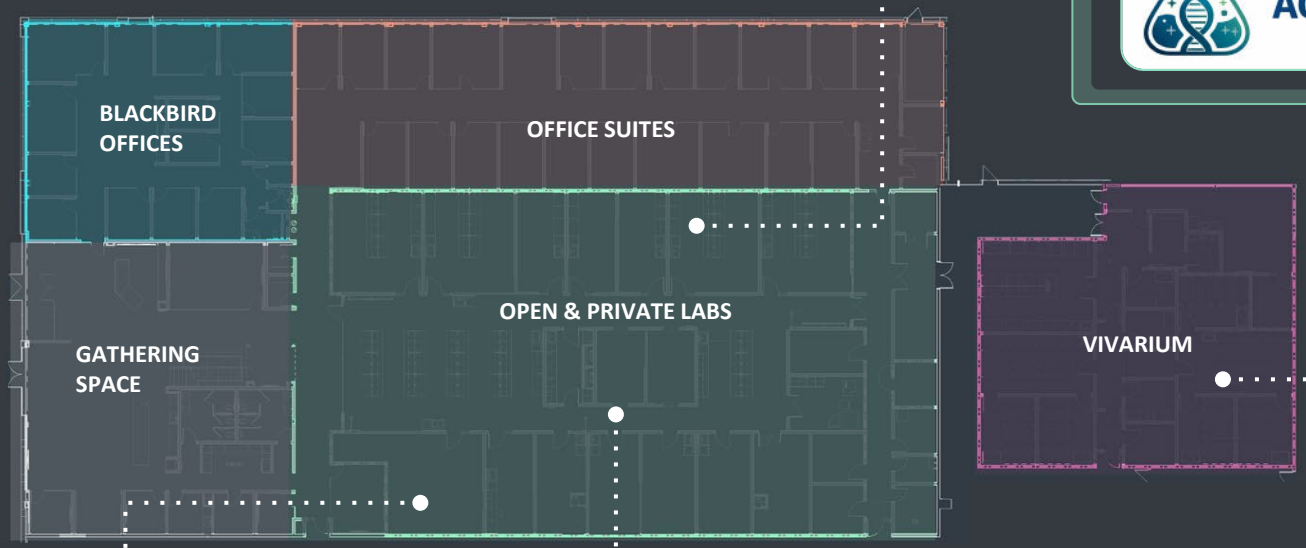 BLACKBIRD
OFFICES
OFFICE SUITES
OPEN & PRIVATE LABS
GATHERING
SPACE
VIVARIUM